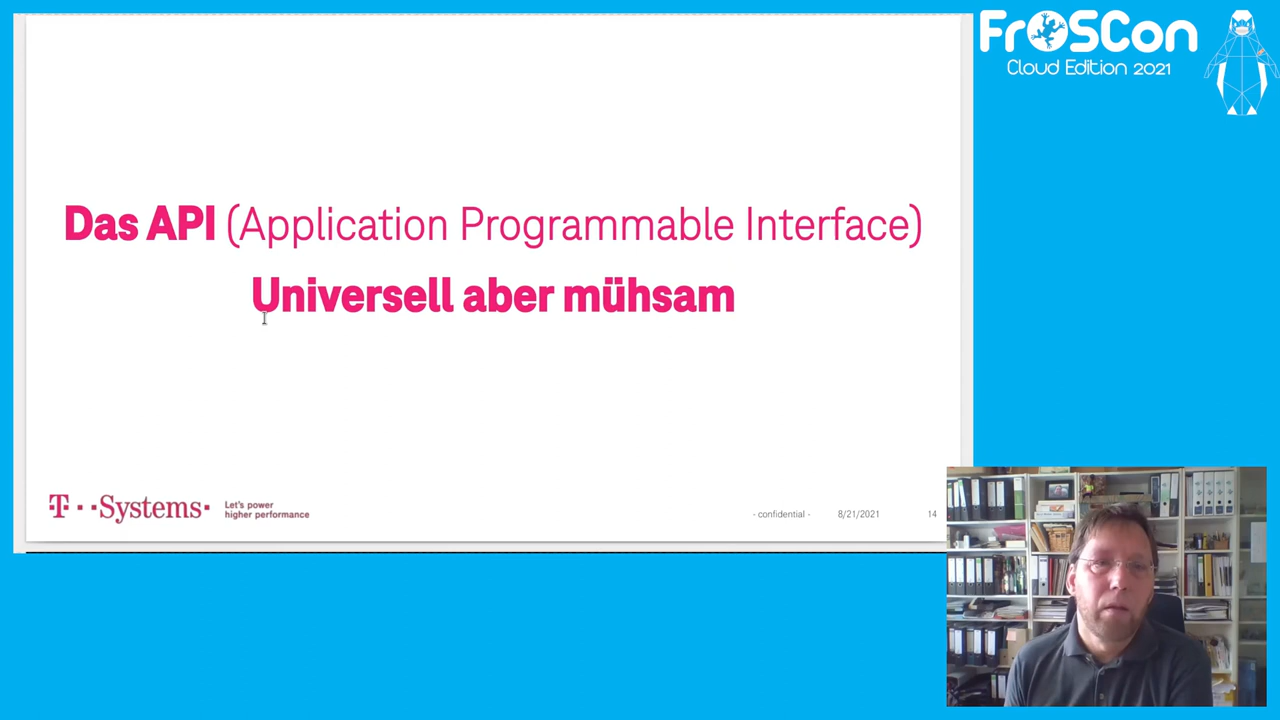 FrOSCon
Cloud Edition 2021
Das API (Application Programmable Interface)
Universell aber mühsam
T··Systems·
Let's power
higher performance
- confidential -
8/21/2021
14